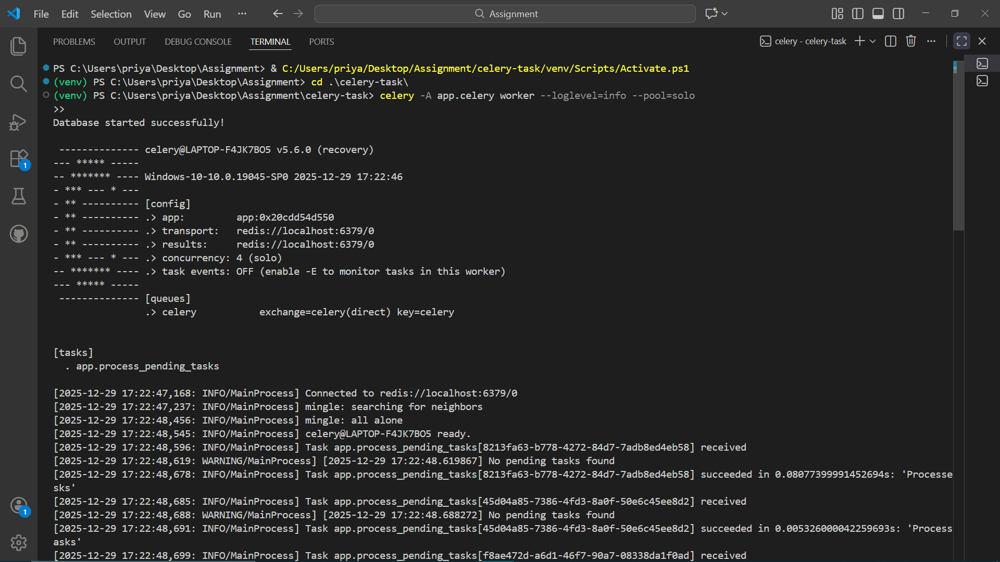 File Edit Selection View Go Run ··· Assignment
PROBLEMS OUTPUT DEBUG CONSOLE TERMINAL PORTS celery - celery-task
PS C:\Users\priya\Desktop\Assignment> & C:/Users/priya/Desktop/Assignment/celery-task/venv/Scripts/Activate.ps1
(venv) PS C:\Users\priya\Desktop\Assignment> cd .\celery-task\
(venv) PS C:\Users\priya\Desktop\Assignment\celery-task> celery -A app.celery worker --loglevel=info --pool=solo
>>
Database started successfully!
 -------------- celery@LAPTOP-F4JK7BO5 v5.6.0 (recovery)
--- ***** -----
-- ******* ---- Windows-10-10.0.19045-SP0 2025-12-29 17:22:46
- *** --- * ---
- ** ---------- [config]
- ** ---------- .> app:         app:0x20cdd54d550
- ** ---------- .> transport:   redis://localhost:6379/0
- ** ---------- .> results:     redis://localhost:6379/0
- *** --- * --- .> concurrency: 4 (solo)
-- ******* ---- .> task events: OFF (enable -E to monitor tasks in this worker)
--- ***** -----
 -------------- [queues]
                .> celery           exchange=celery(direct) key=celery
[tasks]
  . app.process_pending_tasks
[2025-12-29 17:22:47,168: INFO/MainProcess] Connected to redis://localhost:6379/0
[2025-12-29 17:22:47,237: INFO/MainProcess] mingle: searching for neighbors
[2025-12-29 17:22:48,456: INFO/MainProcess] mingle: all alone
[2025-12-29 17:22:48,545: INFO/MainProcess] celery@LAPTOP-F4JK7BO5 ready.
[2025-12-29 17:22:48,596: INFO/MainProcess] Task app.process_pending_tasks[8213fa63-b778-4272-84d7-7adb8ed4eb58] received
[2025-12-29 17:22:48,619: WARNING/MainProcess] [2025-12-29 17:22:48.619867] No pending tasks found
[2025-12-29 17:22:48,678: INFO/MainProcess] Task app.process_pending_tasks[8213fa63-b778-4272-84d7-7adb8ed4eb58] succeeded in 0.08077399991452694s: 'Processe
sks'
[2025-12-29 17:22:48,685: INFO/MainProcess] Task app.process_pending_tasks[45d04a85-7386-4fd3-8a0f-50e6c45ee8d2] received
[2025-12-29 17:22:48,688: WARNING/MainProcess] [2025-12-29 17:22:48.688272] No pending tasks found
[2025-12-29 17:22:48,691: INFO/MainProcess] Task app.process_pending_tasks[45d04a85-7386-4fd3-8a0f-50e6c45ee8d2] succeeded in 0.005326000042259693s: 'Process
asks'
[2025-12-29 17:22:48,699: INFO/MainProcess] Task app.process_pending_tasks[f8ae472d-a6d1-46f7-90a7-08338da1f0ad] received
1
1